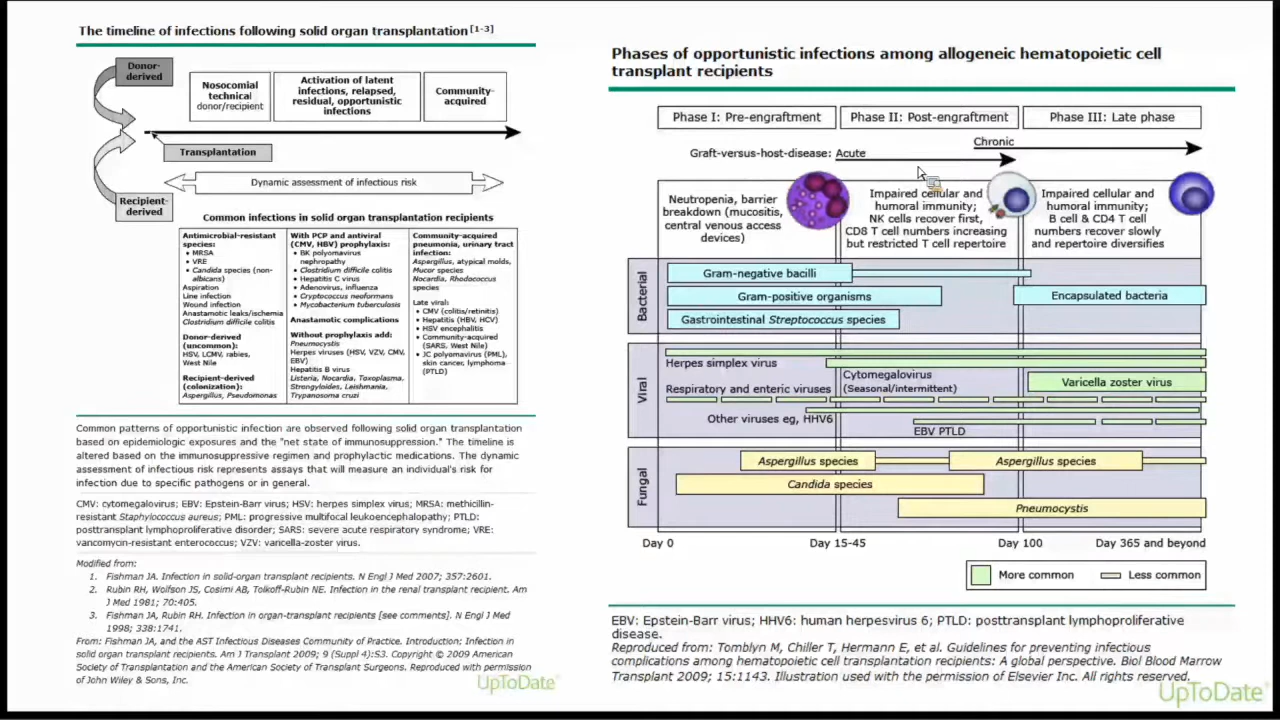 The timeline of infections following solid organ transplantation [1-3]
Donor-
derived
Nosocomial
technical
donor/recipient
Activation of latent
infections, relapsed,
residual, opportunistic
infections
Community-
acquired
Transplantation
Dynamic assessment of infectious risk
Recipient-
derived
Common infections in solid organ transplantation recipients
Antimicrobial-resistant
species:
• MRSA
• VRE
• Candida species (non-
albicans)
Aspiration
Line infection
Wound infection
Anastamotic leaks/ischemia
Clostridium difficile colitis
Donor-derived
(uncommon):
HSV, LCMV, rabies,
West Nile
Recipient-derived
(colonization):
Aspergillus, Pseudomonas
With PCP and antiviral
(CMV, HBV) prophylaxis:
• BK polyomavirus
nephropathy
• Clostridium difficile colitis
• Hepatitis C virus
• Adenovirus, influenza
• Cryptococcus neoformans
• Mycobacterium tuberculosis
Anastomotic complications
Without prophylaxis add:
Pneumocystis
Herpes viruses (HSV, VZV, CMV,
EBV)
Hepatitis B virus
Listeria, Nocardia, Toxoplasma,
Strongyloides, Leishmania,
Trypanosoma cruzi
Community-acquired
pneumonia, urinary tract
infection:
Aspergillus, atypical molds,
Mucor species
Nocardia, Rhodococcus
species
Late viral:
• CMV (colitis/retinitis)
• Hepatitis (HBV, HCV)
• HSV encephalitis
• Community-acquired
(SARS, West Nile)
• JC polyomavirus (PML),
skin cancer, lymphoma
(PTLD)
Common patterns of opportunistic infection are observed following solid organ transplantation
based on epidemiologic exposures and the "net state of immunosuppression." The timeline is
altered based on the immunosuppressive regimen and prophylactic medications. The dynamic
assessment of infectious risk represents assays that will measure an individual's risk for
infection due to specific pathogens or in general.
CMV: cytomegalovirus; EBV: Epstein-Barr virus; HSV: herpes simplex virus; MRSA: methicillin-
resistant Staphylococcus aureus; PML: progressive multifocal leukoencephalopathy; PTLD:
posttransplant lymphoproliferative disorder; SARS: severe acute respiratory syndrome; VRE:
vancomycin-resistant enterococcus; VZV: varicella-zoster virus.
Modified from:
1. Fishman JA. Infection in solid-organ transplant recipients. N Engl J Med 2007; 357:2601.
2. Rubin RH, Wolfson JS, Cosimi AB, Tolkoff-Rubin NE. Infection in the renal transplant recipient. Am
J Med 1981; 70:405.
3. Fishman JA, Rubin RH. Infection in organ-transplant recipients [see comments]. N Engl J Med
1998; 338:1741.
From: Fishman JA, and the AST Infectious Diseases Community of Practice. Introduction: Infection in
solid organ transplant recipients. Am J Transplant 2009; 9 (Suppl 4):S3. Copyright © 2009 American
Society of Transplantation and the American Society of Transplant Surgeons. Reproduced with permission
of John Wiley & Sons, Inc.
UpToDate®
Phases of opportunistic infections among allogeneic hematopoietic cell
transplant recipients
Phase I: Pre-engraftment
Phase II: Post-engraftment
Phase III: Late phase
Chronic
Graft-versus-host-disease: Acute
Neutropenia, barrier
breakdown (mucositis,
central venous access
devices)
Impaired cellular and
humoral immunity;
NK cells recover first,
CD8 T cell numbers increasing
but restricted T cell repertoire
Impaired cellular and
humoral immunity;
B cell & CD4 T cell
numbers recover slowly
and repertoire diversifies
Bacterial
Gram-negative bacilli
Gram-positive organisms
Encapsulated bacteria
Gastrointestinal Streptococcus species
Viral
Herpes simplex virus
Cytomegalovirus
(Seasonal/intermittent)
Varicella zoster virus
Respiratory and enteric viruses
Other viruses eg, HHV6
EBV PTLD
Fungal
Aspergillus species
Aspergillus species
Candida species
Pneumocystis
Day 0
Day 15-45
Day 100
Day 365 and beyond
More common
Less common
EBV: Epstein-Barr virus; HHV6: human herpesvirus 6; PTLD: posttransplant lymphoproliferative
disease.
Reproduced from: Tomblyn M, Chiller T, Hermann E, et al. Guidelines for preventing infectious
complications among hematopoietic cell transplantation recipients: A global perspective. Biol Blood Marrow
Transplant 2009; 15:1143. Illustration used with the permission of Elsevier Inc. All rights reserved.
UpToDate®